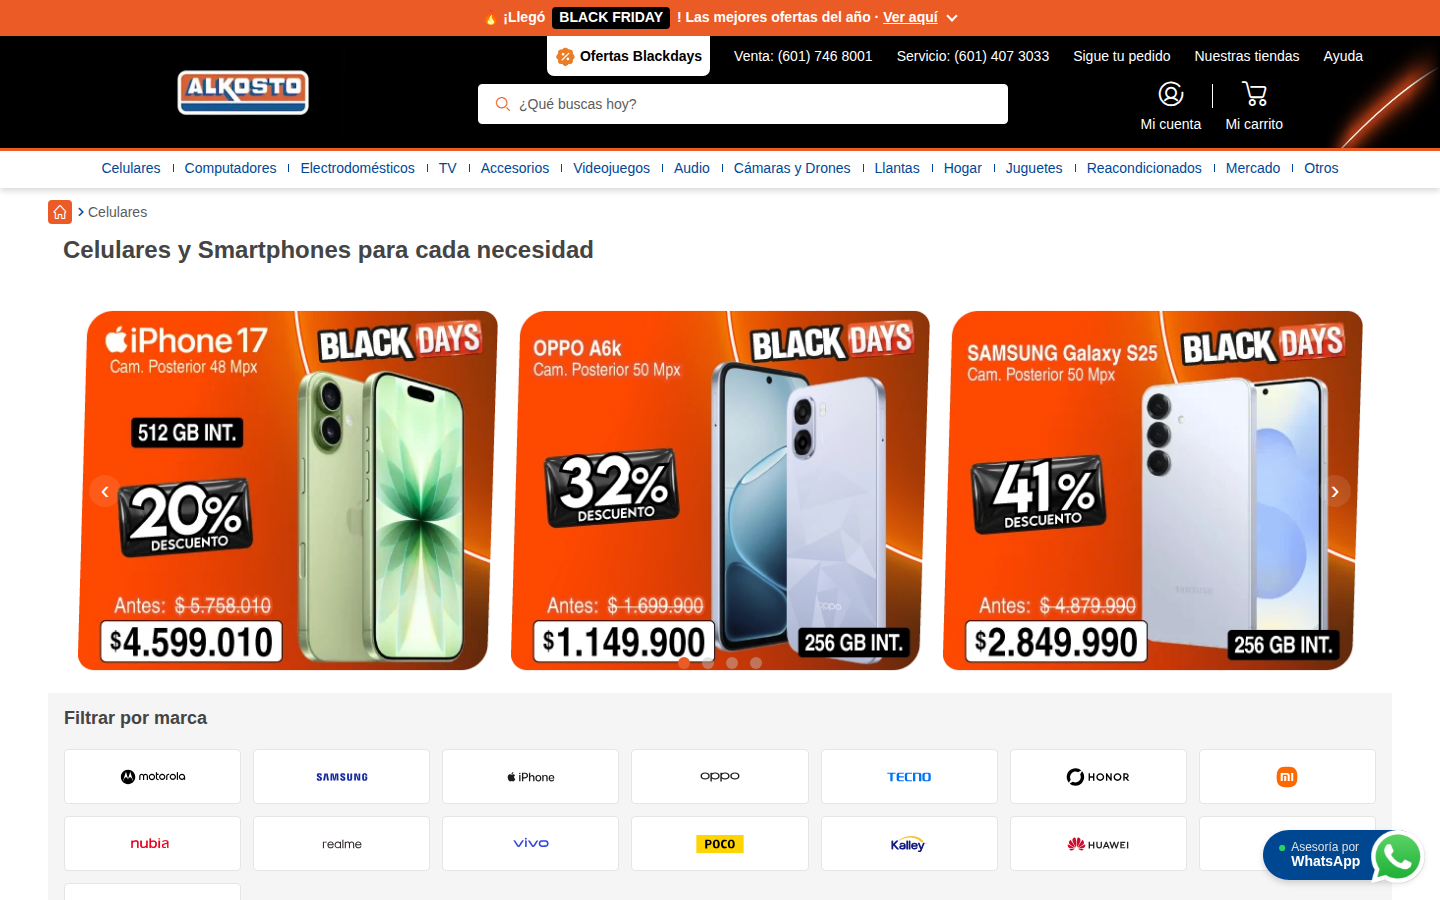 ¡Llegó BLACK FRIDAY ! Las mejores ofertas del año · Ver aquí
Ofertas Blackdays
Venta: (601) 746 8001
Servicio: (601) 407 3033
Sigue tu pedido
Nuestras tiendas
Ayuda
ALKOSTO
¿Qué buscas hoy?
Mi cuenta
Mi carrito
Celulares
Computadores
Electrodomésticos
TV
Accesorios
Videojuegos
Audio
Cámaras y Drones
Llantas
Hogar
Juguetes
Reacondicionados
Mercado
Otros
Celulares
Celulares y Smartphones para cada necesidad
iPhone 17
BLACK DAYS
Cam. Posterior 48 Mpx
512 GB INT.
20%
DESCUENTO
Antes: $ 5.758.010
$4.599.010
OPPO A6k
BLACK DAYS
Cam. Posterior 50 Mpx
32%
DESCUENTO
oppo
Antes: $ 1.699.900
$1.149.900
256 GB INT.
SAMSUNG Galaxy S25
BLACK DAYS
Cam. Posterior 50 Mpx
41%
DESCUENTO
SAMSUNG
Antes: $ 4.879.990
$2.849.990
256 GB INT.
Filtrar por marca
motorola
SAMSUNG
iPhone
oppo
TECNO
HONOR
mi
nubia
realme
vivo
POCO
Kalley
HUAWEI
Asesoría por
WhatsApp